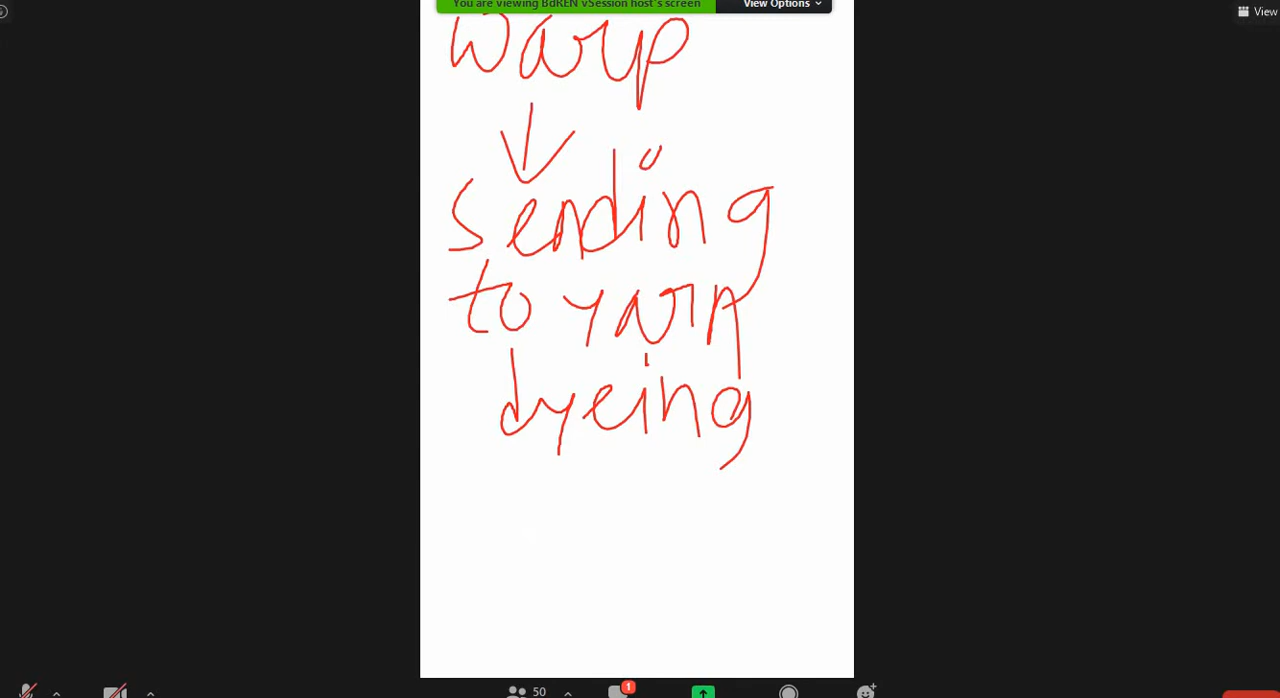 You are viewing BdREN vSession host's screen View Options
View
Warp
Sending
to yarn
dyeing
50
1